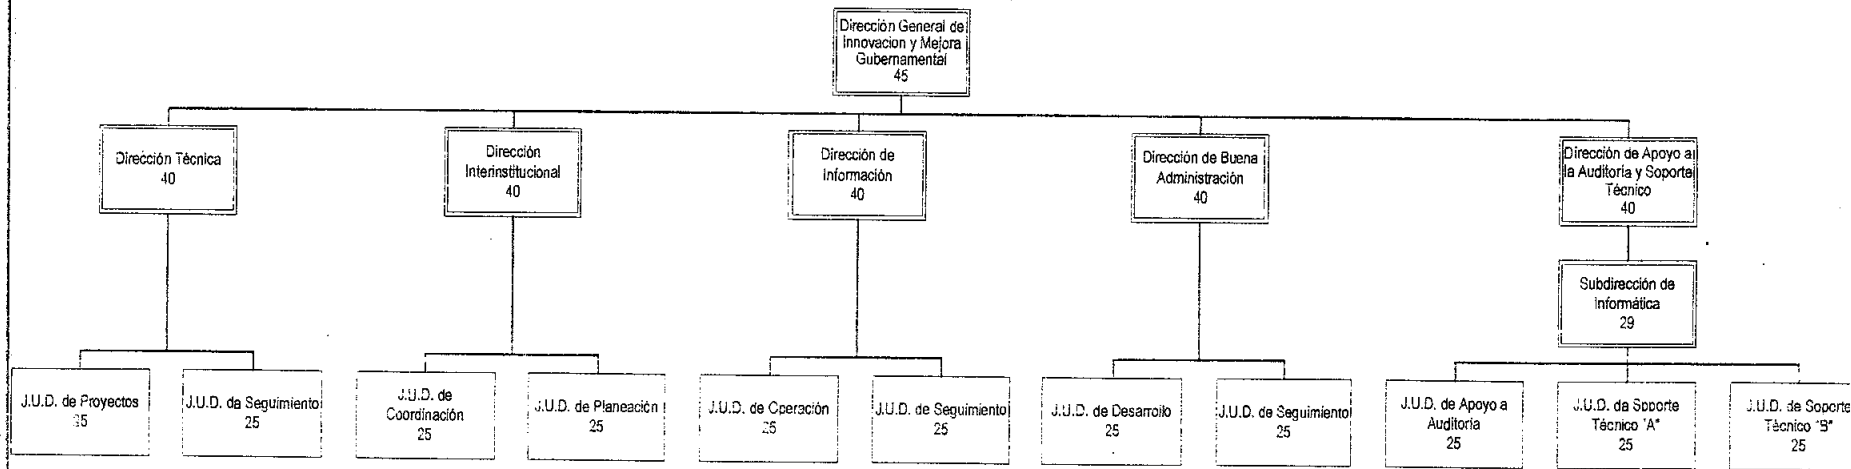 Dirección General de
Innovacion y Mejora
Gubernamental
45
Dirección Técnica
40
Dirección
Interinstitucional
40
Dirección de
Información
40
Dirección de Buena
Administración
40
Dirección de Apoyo a
la Auditoría y Soporte
Técnico
40
Subdirección de
Informática
29
J.U.D. de Proyectos
25
J.U.D. de Seguimiento
25
J.U.D. de
Coordinación
25
J.U.D. de Planeación
25
J.U.D. de Operación
25
J.U.D. de Seguimiento
25
J.U.D. de Desarrollo
25
J.U.D. de Seguimiento
25
J.U.D. de Apoyo a
Auditoría
25
J.U.D. de Soporte
Técnico "A"
25
J.U.D. de Soporte
Técnico "B"
25